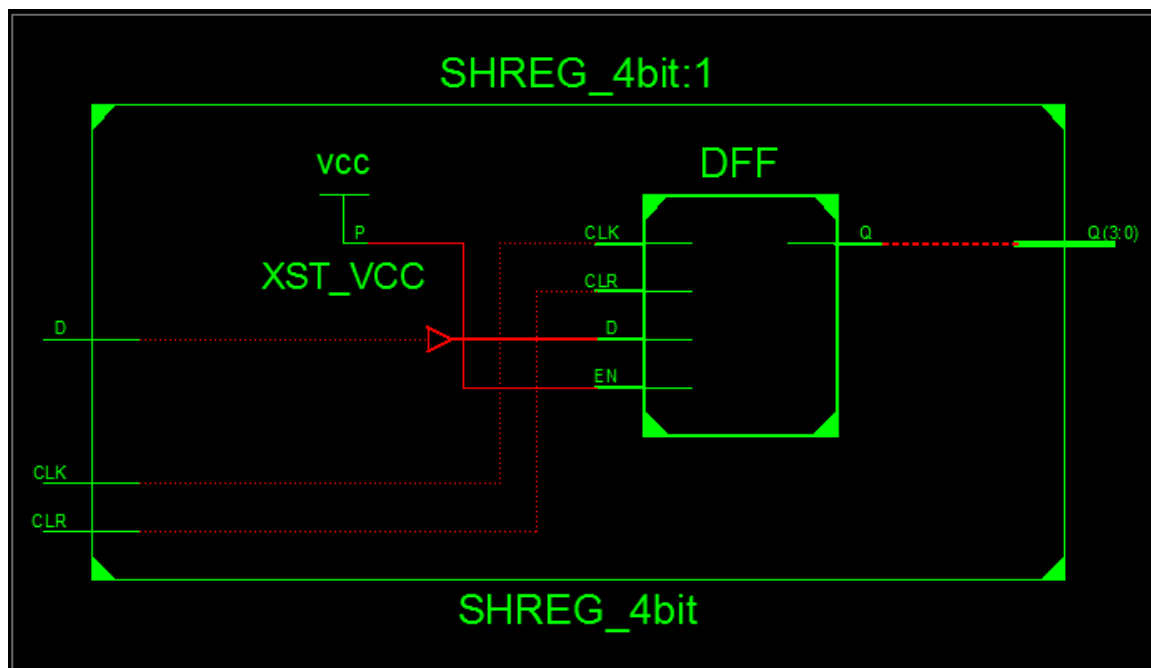 SHREG_4bit:1
vcc
DFF
P
CLK
Q
Q(3:0)
XST_VCC
CLR
D
D
EN
CLK
CLR
SHREG_4bit